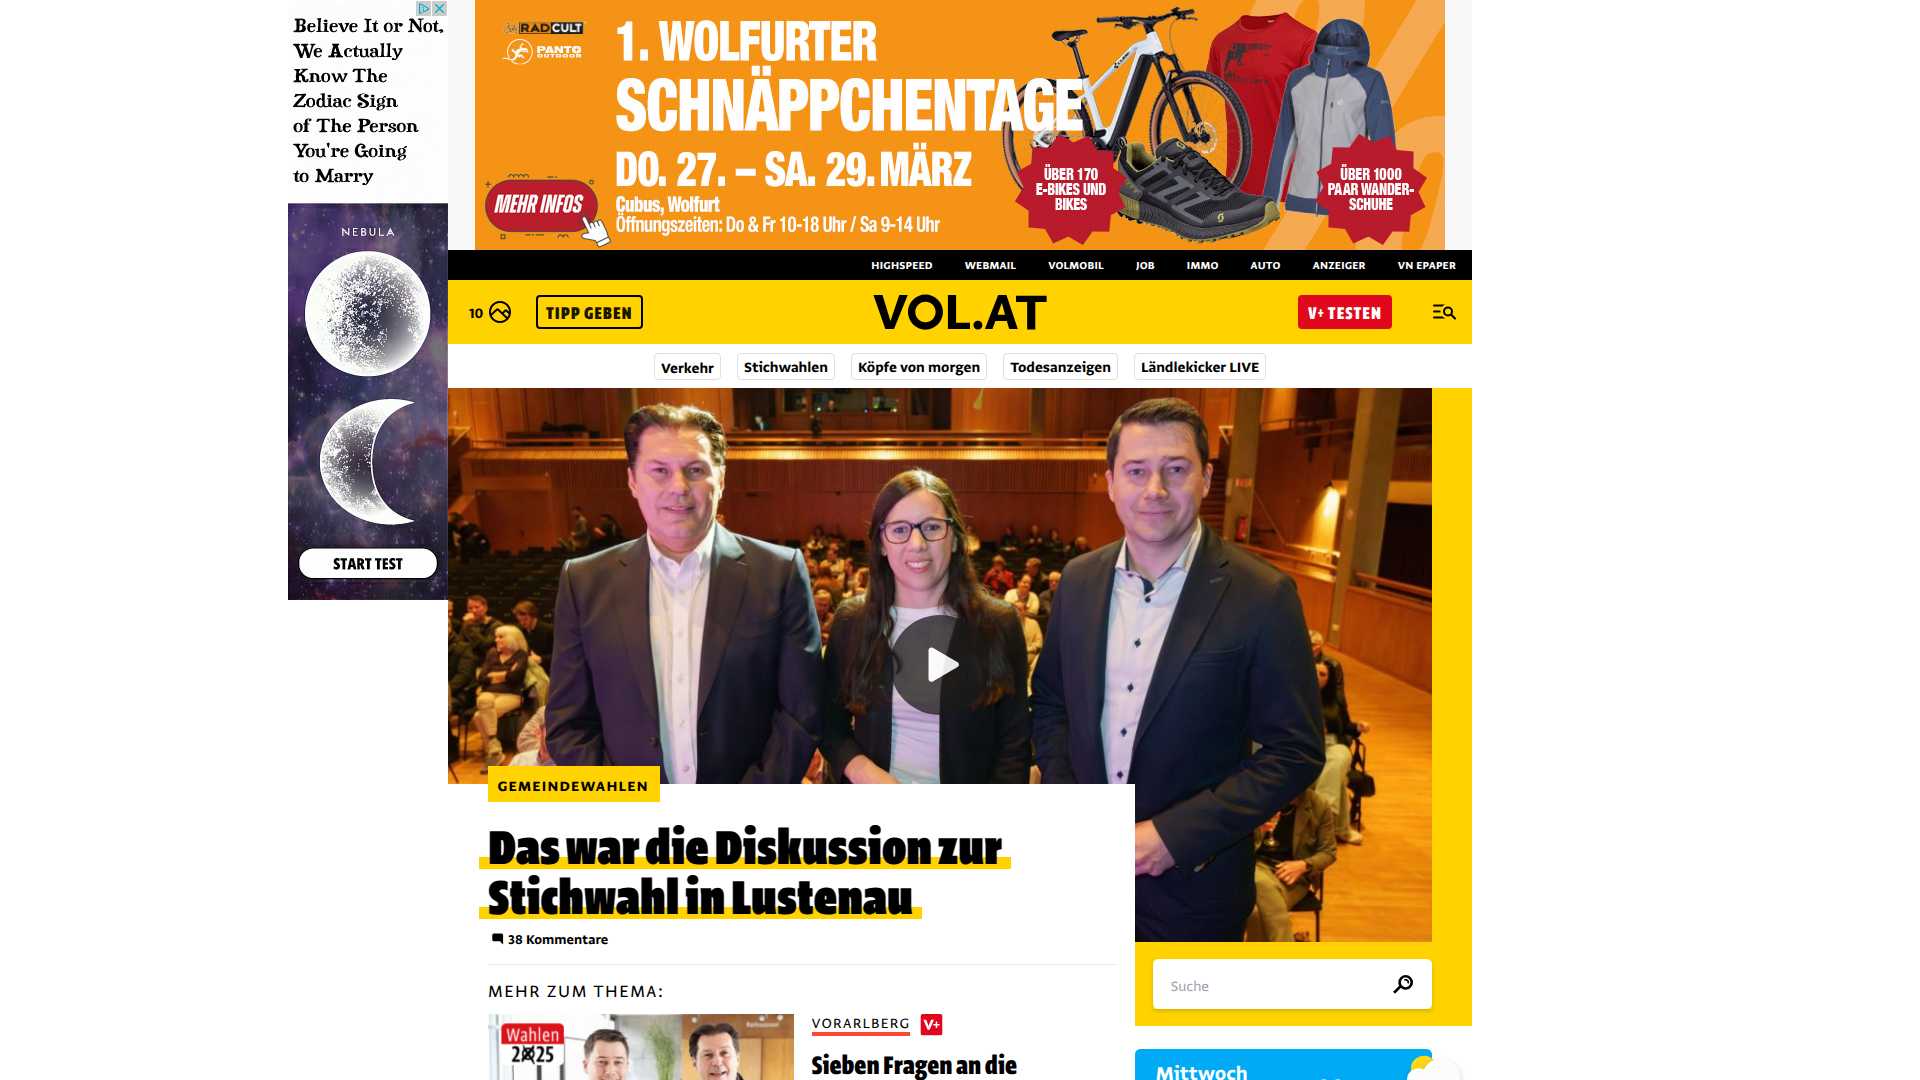 Believe It or Not,
We Actually
Know The
Zodiac Sign
of The Person
You're Going
to Marry
NEBULA
START TEST
RADCULT
PANTO
OUTDOOR
1. WOLFURTER
SCHNÄPPCHENTAGE
DO. 27. – SA. 29. MÄRZ
MEHR INFOS
Cubus, Wolfurt
Öffnungszeiten: Do & Fr 10-18 Uhr / Sa 9-14 Uhr
ÜBER 170
E-BIKES UND
BIKES
ÜBER 1000
PAAR WANDER-
SCHUHE
HIGHSPEED WEBMAIL VOLMOBIL JOB IMMO AUTO ANZEIGER VN EPAPER
10 TIPP GEBEN VOL.AT V+ TESTEN
Verkehr Stichwahlen Köpfe von morgen Todesanzeigen Ländlekicker LIVE
GEMEINDEWAHLEN
Das war die Diskussion zur
Stichwahl in Lustenau
38 Kommentare
MEHR ZUM THEMA:
Wahlen
2025
VORARLBERG V+
Sieben Fragen an die
Suche
Mittwoch